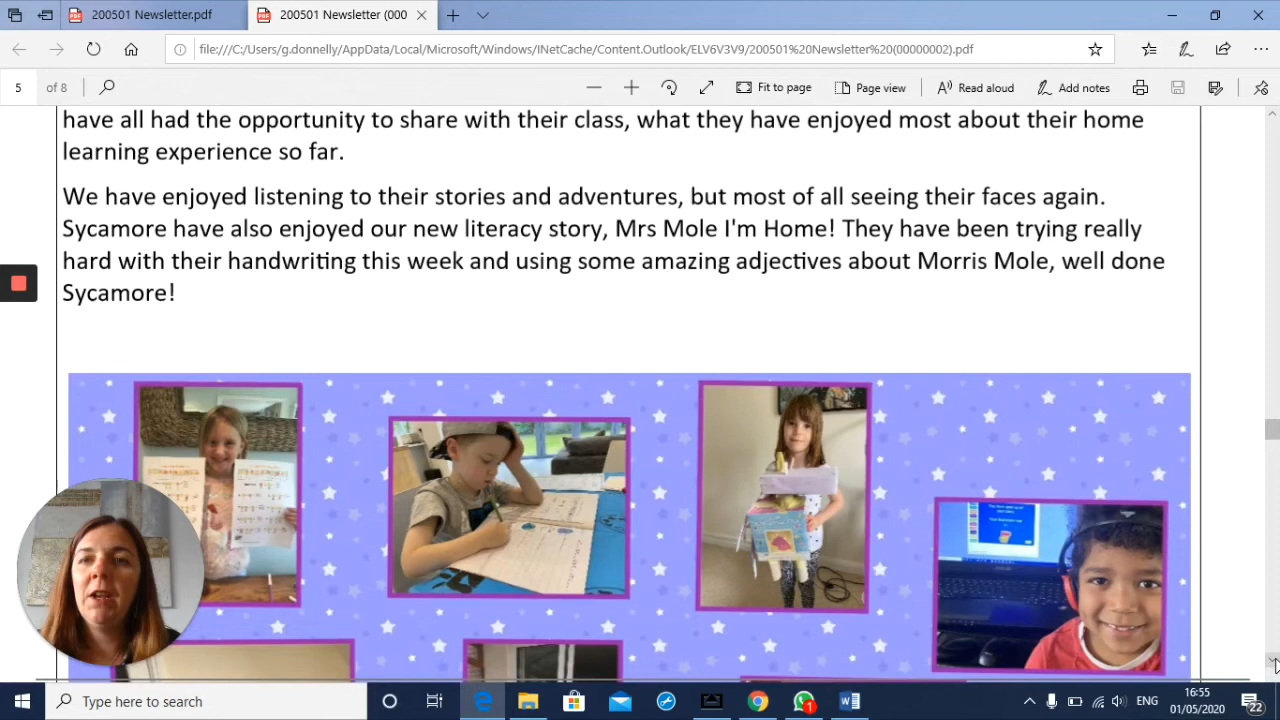 200501 Newsletter.pdf
200501 Newsletter (000
file:///C:/Users/g.donnelly/AppData/Local/Microsoft/Windows/INetCache/Content.Outlook/ELV6V3V9/200501%20Newsletter%20(00000002).pdf
5 of 8
Fit to page
Page view
Read aloud
Add notes
have all had the opportunity to share with their class, what they have enjoyed most about their home
learning experience so far.
We have enjoyed listening to their stories and adventures, but most of all seeing their faces again.
Sycamore have also enjoyed our new literacy story, Mrs Mole I'm Home! They have been trying really
hard with their handwriting this week and using some amazing adjectives about Morris Mole, well done
Sycamore!
Type here to search
1
ENG
16:55
01/05/2020
22